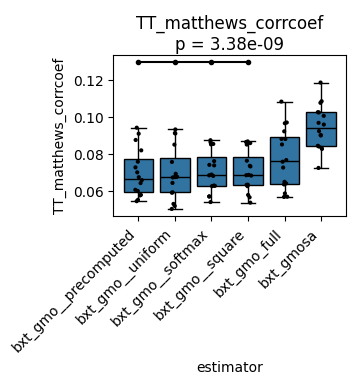 TT_matthews_corrcoef
p = 3.38e-09
TT_matthews_corrcoef
0.12
0.10
0.08
0.06
bxt_gmo__precomputed
bxt_gmo__uniform
bxt_gmo__softmax
bxt_gmo__square
bxt_gmo_full
bxt_gmosa
estimator